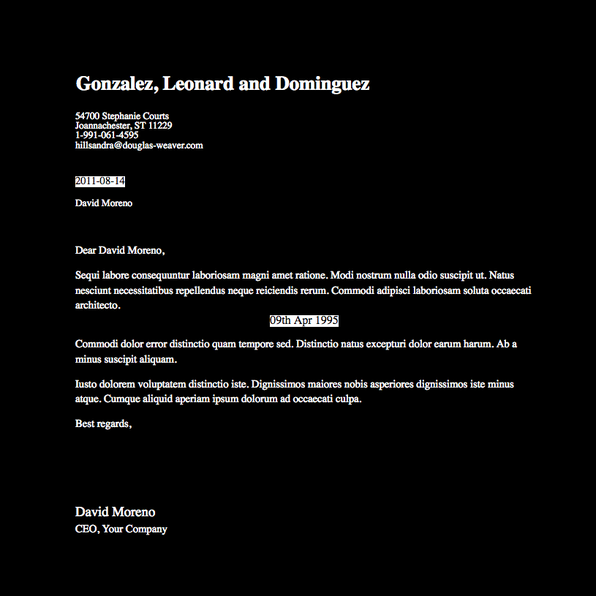 Gonzalez, Leonard and Dominguez
54700 Stephanie Courts
Joannachester, ST 11229
1-991-061-4595
hillsandra@douglas-weaver.com
2011-08-14
David Moreno
Dear David Moreno,
Sequi labore consequuntur laboriosam magni amet ratione. Modi nostrum nulla odio suscipit ut. Natus
nesciunt necessitatibus repellendus neque reiciendis rerum. Commodi adipisci laboriosam soluta occaecati
architecto.
09th Apr 1995
Commodi dolor error distinctio quam tempore sed. Distinctio natus excepturi dolor earum harum. Ab a
minus suscipit aliquam.
Iusto dolorem voluptatem distinctio iste. Dignissimos maiores nobis asperiores dignissimos iste minus
atque. Cumque aliquid aperiam ipsum dolorum ad occaecati culpa.
Best regards,
David Moreno
CEO, Your Company